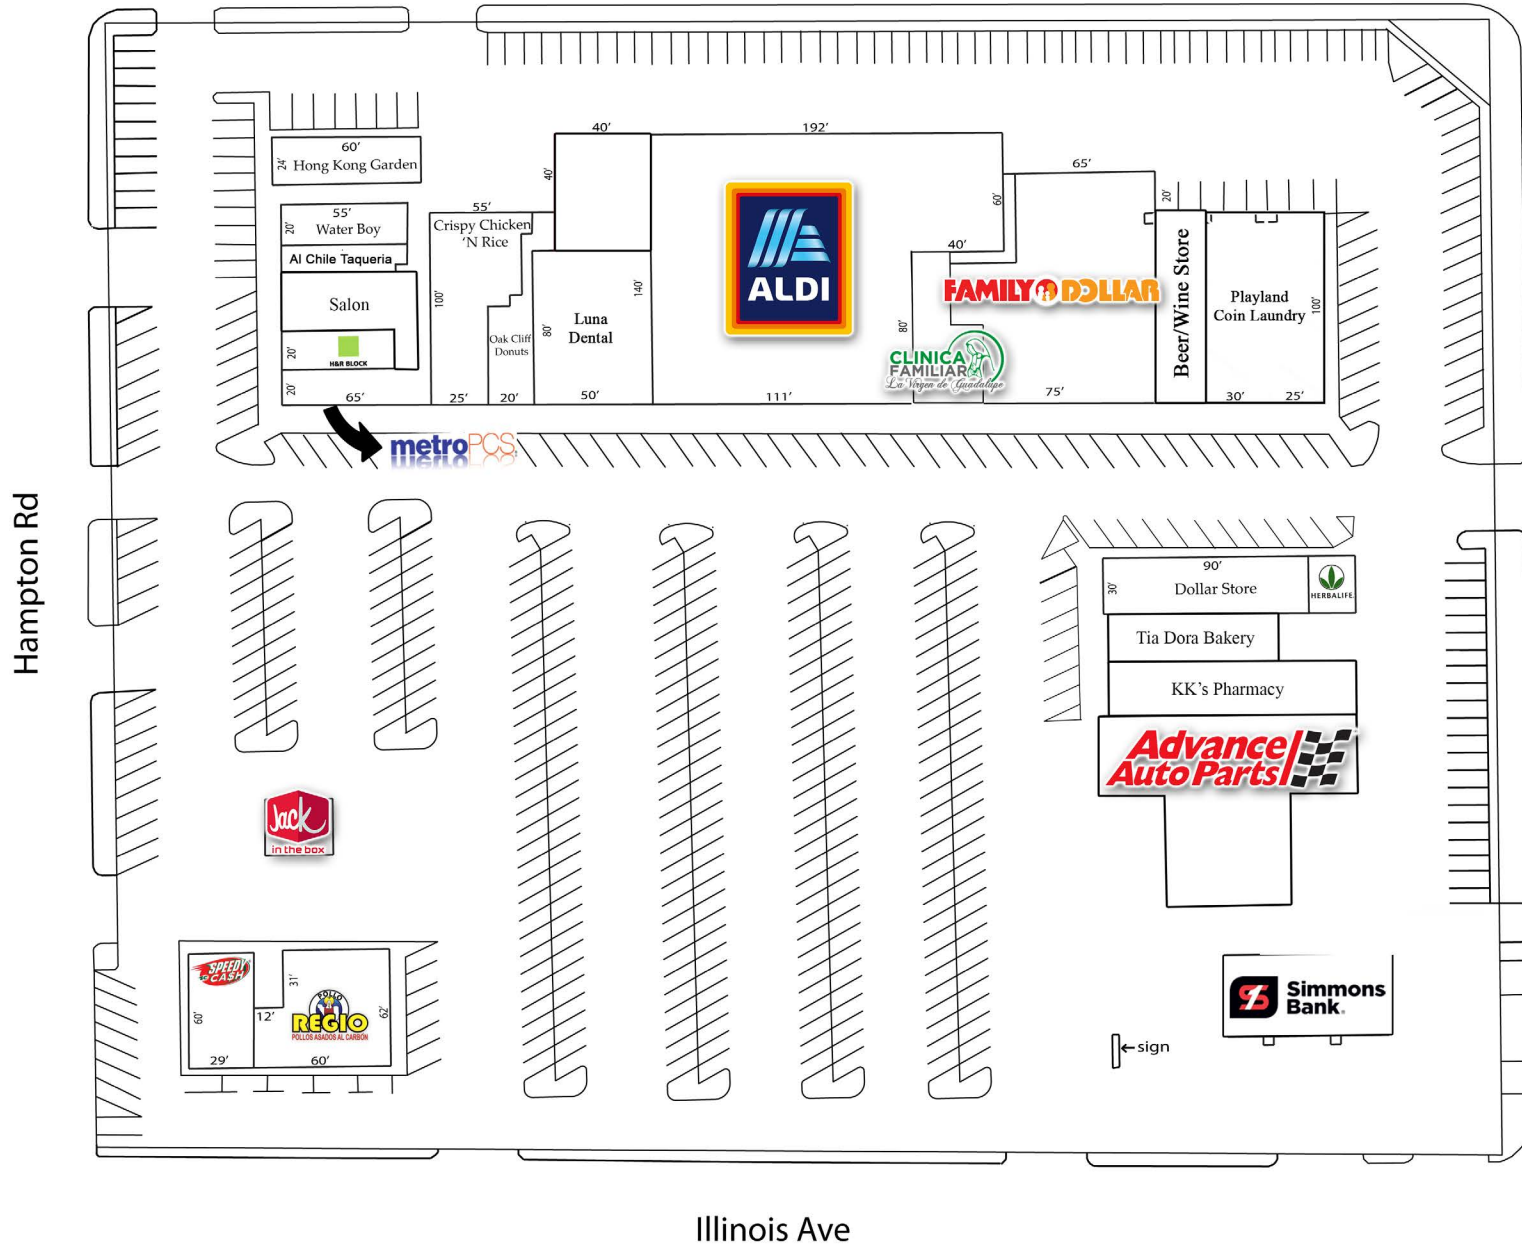 40'
192'
60'
24'
Hong Kong Garden
40'
65'
60'
20'
55'
20'
Water Boy
Al Chile Taqueria
Salon
20'
H&R BLOCK
20'
65'
55'
Crispy Chicken
'N Rice
100'
Oak Cliff
Donuts
25'
20'
80'
Luna
Dental
140'
50'
ALDI
111'
40'
80'
FAMILY DOLLAR
CLINICA
FAMILIAR
La Virgen de Guadalupe
75'
Beer/Wine Store
Playland
Coin Laundry
100'
30'
25'
metroPCS
Hampton Rd
90'
30'
Dollar Store
HERBALIFE
Tia Dora Bakery
KK's Pharmacy
Advance
Auto Parts
Jack
in the box
SPEEDY
CASH
60'
29'
12'
31'
POLLO
REGIO
POLLOS ASADOS AL CARBON
62'
60'
Simmons
Bank
sign
Illinois Ave